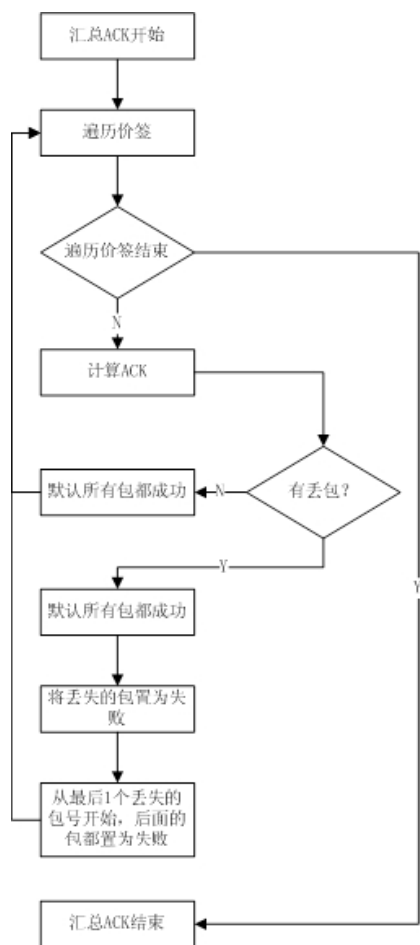 汇总ACK开始
遍历价签
遍历价签结束
N
计算ACK
默认所有包都成功
N
有丢包?
Y
Y
默认所有包都成功
将丢失的包置为失
败
从最后1个丢失的
包号开始,后面的
包都置为失败
汇总ACK结束